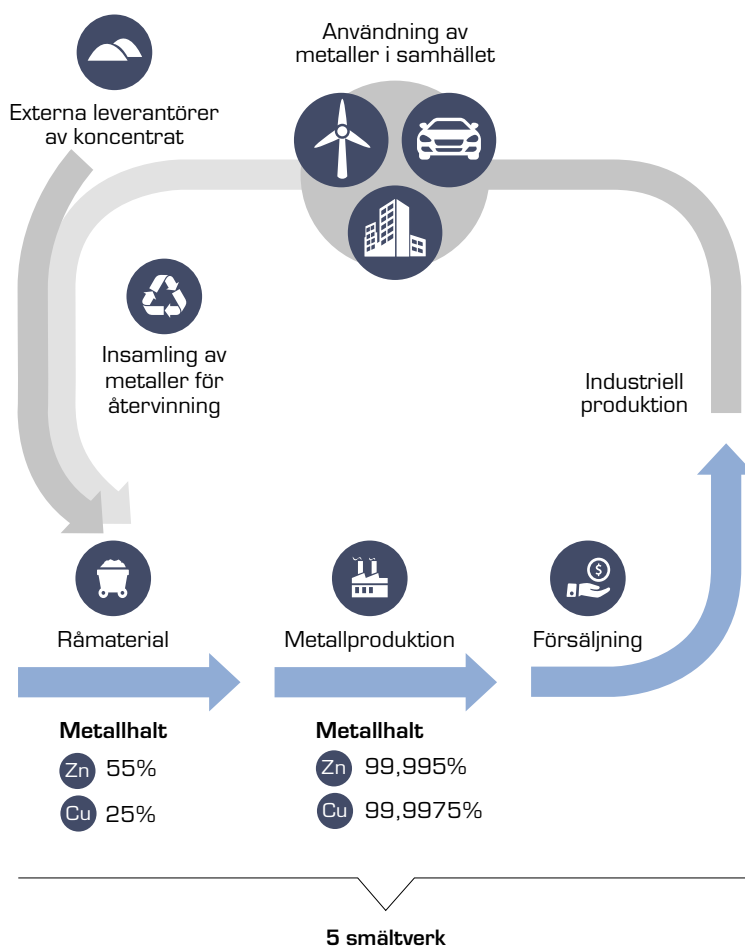 Användning av
metaller i samhället
Externa leverantörer
av koncentrat
Insamling av
metaller för
återvinning
Industriell
produktion
$
Råmaterial
Metallproduktion
Försäljning
Metallhalt
Zn 55%
Cu 25%
Metallhalt
Zn 99,995%
Cu 99,9975%
5 smältverk